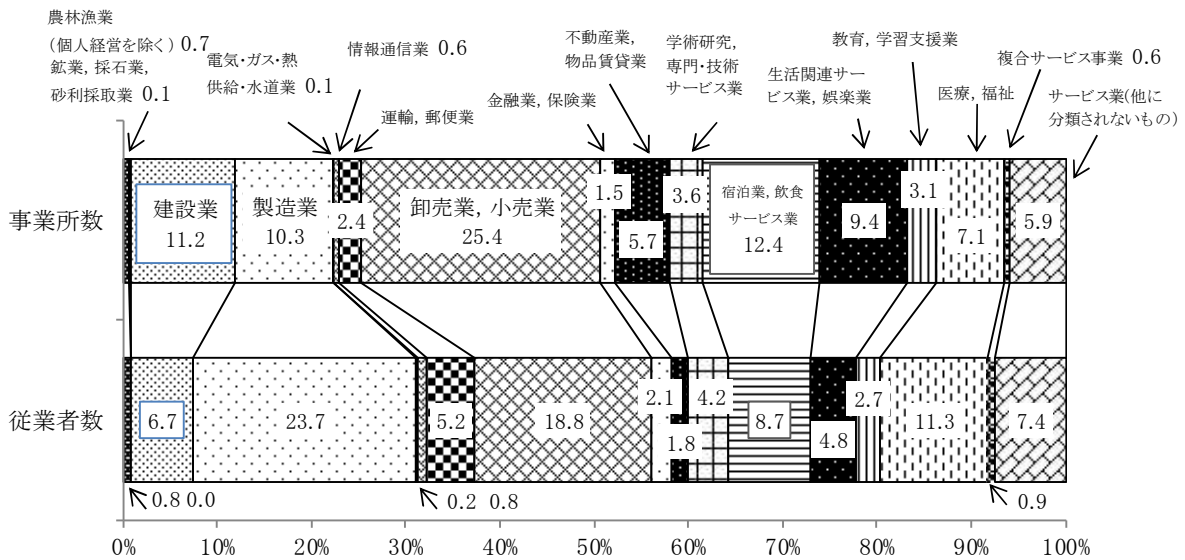 農林漁業
(個人経営を除く) 0.7
鉱業, 採石業,
砂利採取業 0.1
電気・ガス・熱
供給・水道業 0.1
情報通信業 0.6
運輸, 郵便業
金融業, 保険業
不動産業,
物品賃貸業
学術研究,
専門・技術
サービス業
生活関連サー
ビス業, 娯楽業
教育, 学習支援業
医療, 福祉
複合サービス事業 0.6
サービス業(他に
分類されないもの)
事業所数
建設業
11.2
製造業
10.3
2.4
卸売業, 小売業
25.4
1.5
5.7
3.6
宿泊業, 飲食
サービス業
12.4
9.4
3.1
7.1
5.9
従業者数
6.7
23.7
5.2
18.8
2.1
1.8
4.2
8.7
4.8
2.7
11.3
7.4
0.8 0.0
0.2 0.8
0.9
0% 10% 20% 30% 40% 50% 60% 70% 80% 90% 100%